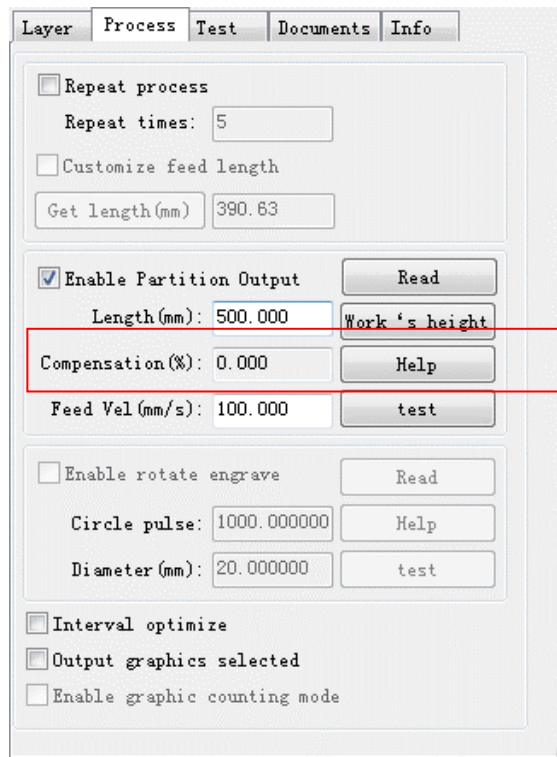 Layer Process Test Documents Info
Repeat process
Repeat times: 5
Customize feed length
Get length(mm) 390.63
Enable Partition Output Read
Length(mm): 500.000 Work ‘s height
Compensation(%): 0.000 Help
Feed Vel(mm/s): 100.000 test
Enable rotate engrave Read
Circle pulse: 1000.000000 Help
Diameter(mm): 20.000000 test
Interval optimize
Output graphics selected
Enable graphic counting mode